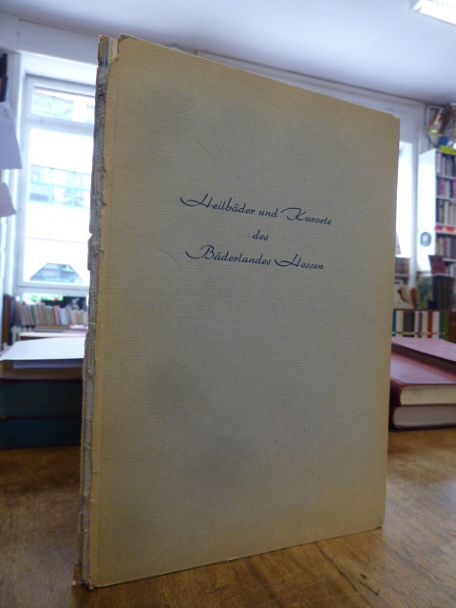 Heilbäder und Kurorte
des
Bäderlandes Hessen